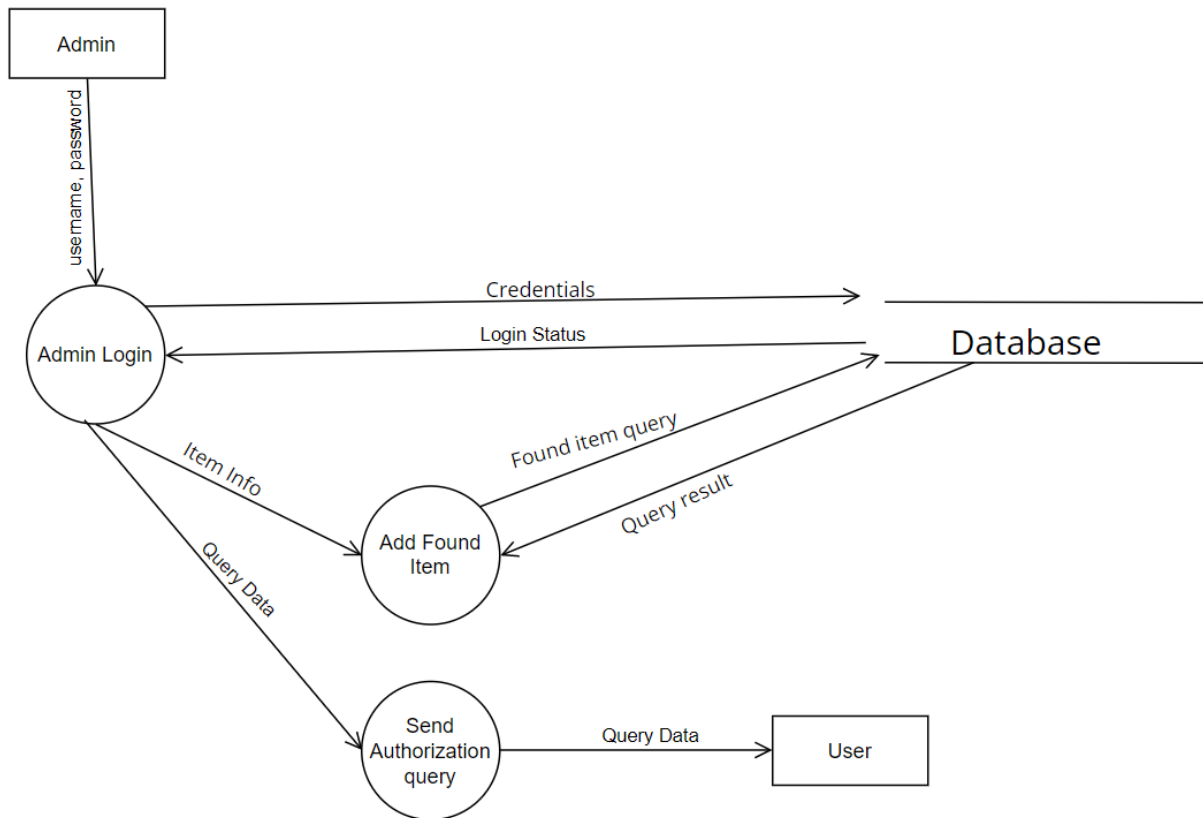 Admin
username, password
Credentials
Login Status
Database
Admin Login
Item Info
Found item query
Query result
Add Found
Item
Query Data
Send
Authorization
query
Query Data
User